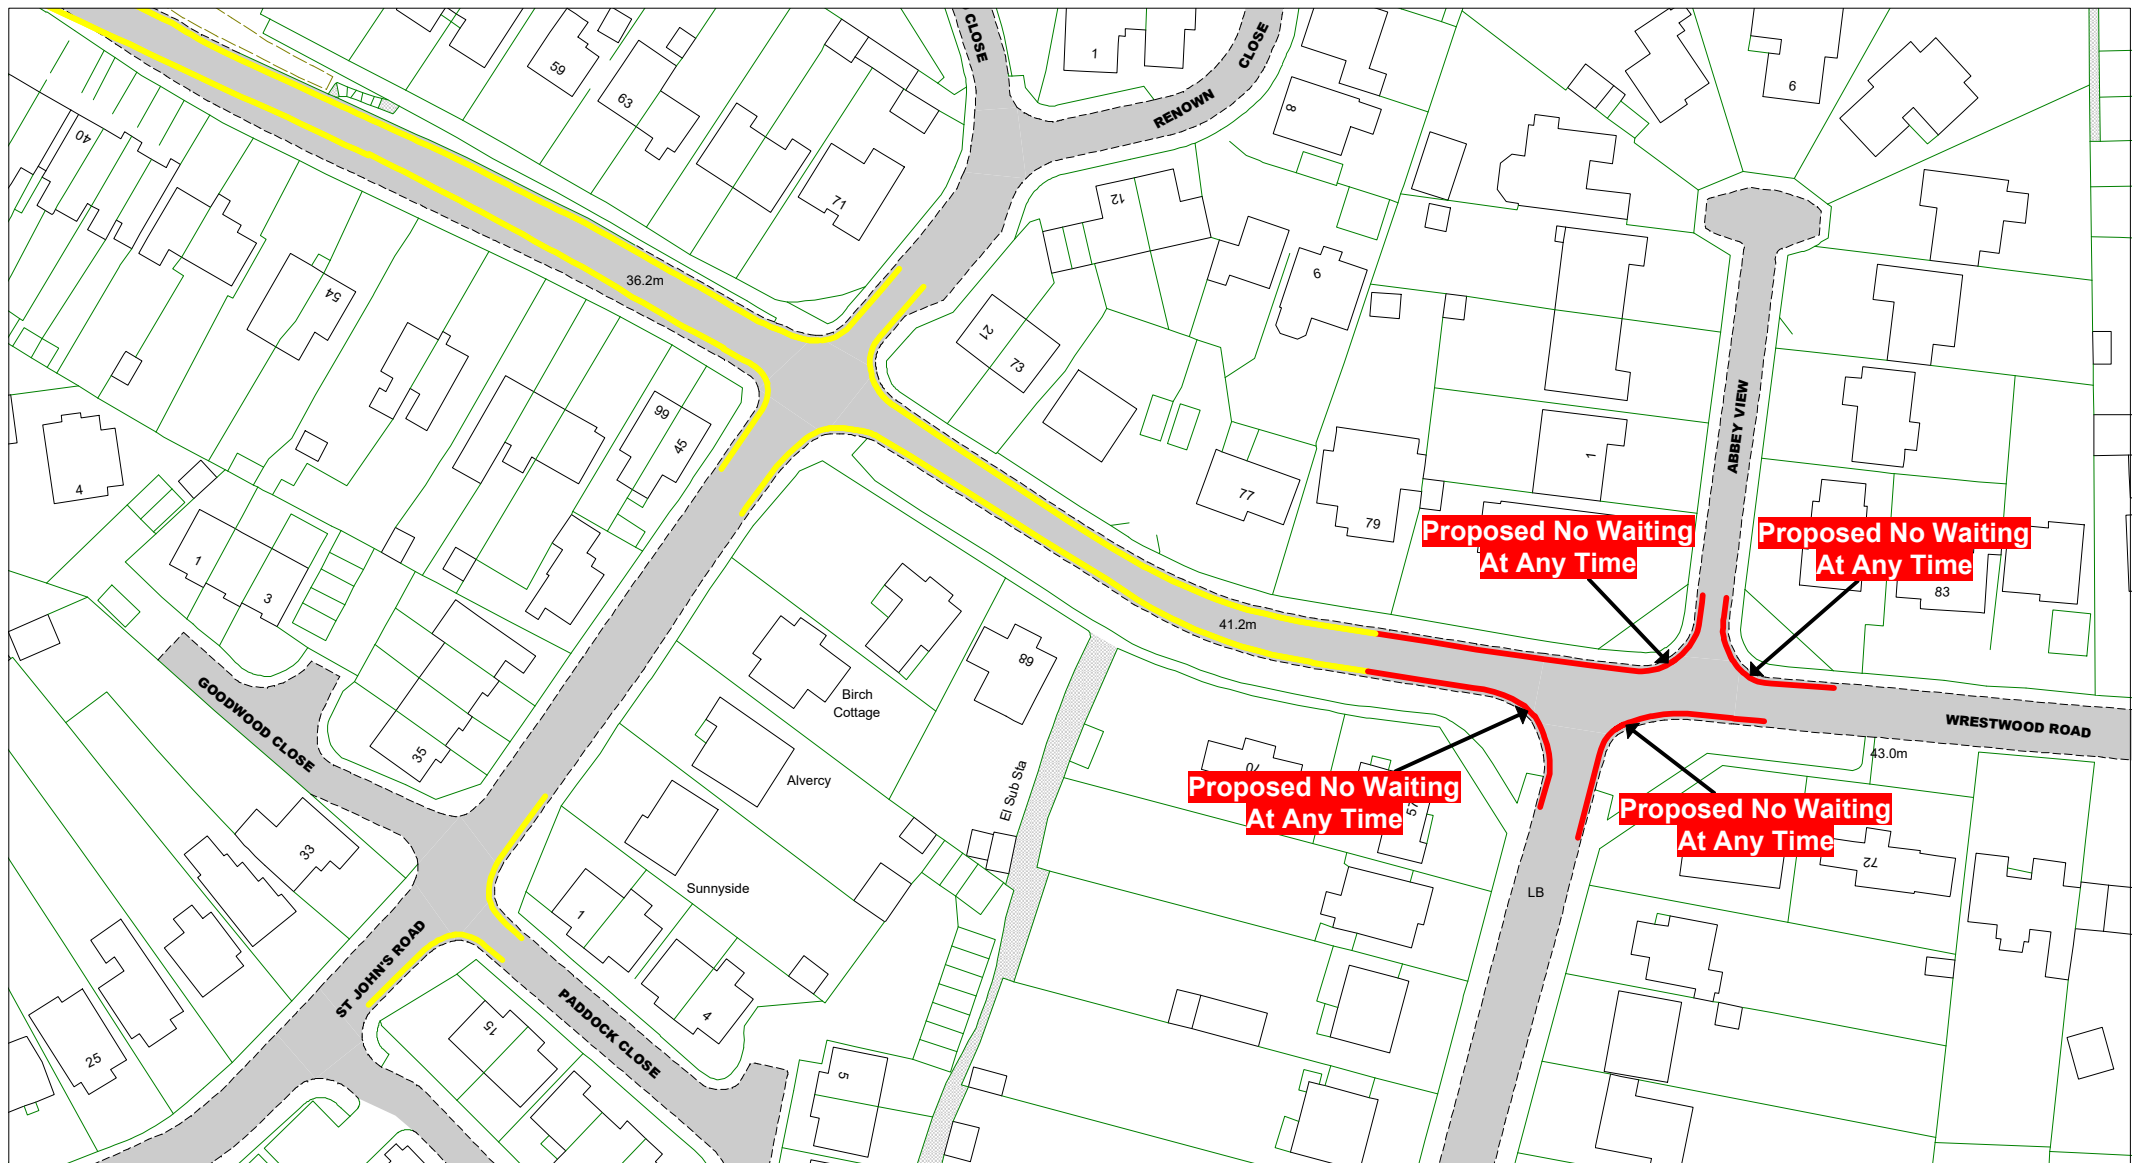 CLOSE
1
CLOSE
59
63
RENOWN
8
6
40
71
12
36.2m
54
6
21
73
66
45
ABBEY VIEW
1
4
77
79
Proposed No Waiting
At Any Time
Proposed No Waiting
At Any Time
1
3
83
41.2m
68
Birch
Cottage
GOODWOOD CLOSE
WRESTWOOD ROAD
43.0m
35
Alvercy
El Sub Sta
70
Proposed No Waiting
At Any Time
57
Proposed No Waiting
At Any Time
33
72
Sunnyside
LB
1
ST JOHN'S ROAD
PADDOCK CLOSE
4
15
25
5